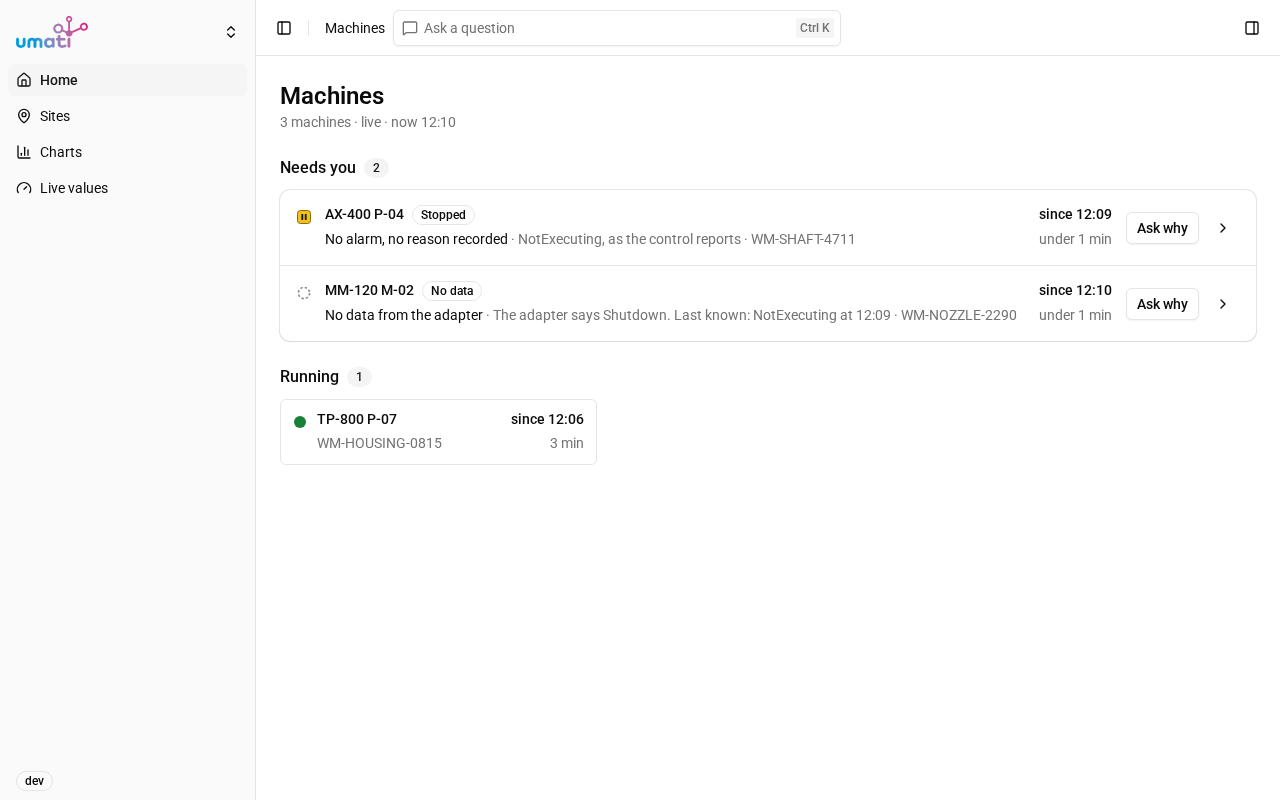 umati
Home
Sites
Charts
Live values
dev
Machines
Ask a question
Ctrl K
Machines
3 machines · live · now 12:10
Needs you 2
AX-400 P-04 Stopped
No alarm, no reason recorded · NotExecuting, as the control reports · WM-SHAFT-4711
since 12:09
under 1 min
Ask why
MM-120 M-02 No data
No data from the adapter · The adapter says Shutdown. Last known: NotExecuting at 12:09 · WM-NOZZLE-2290
since 12:10
under 1 min
Ask why
Running 1
TP-800 P-07
since 12:06
WM-HOUSING-0815
3 min